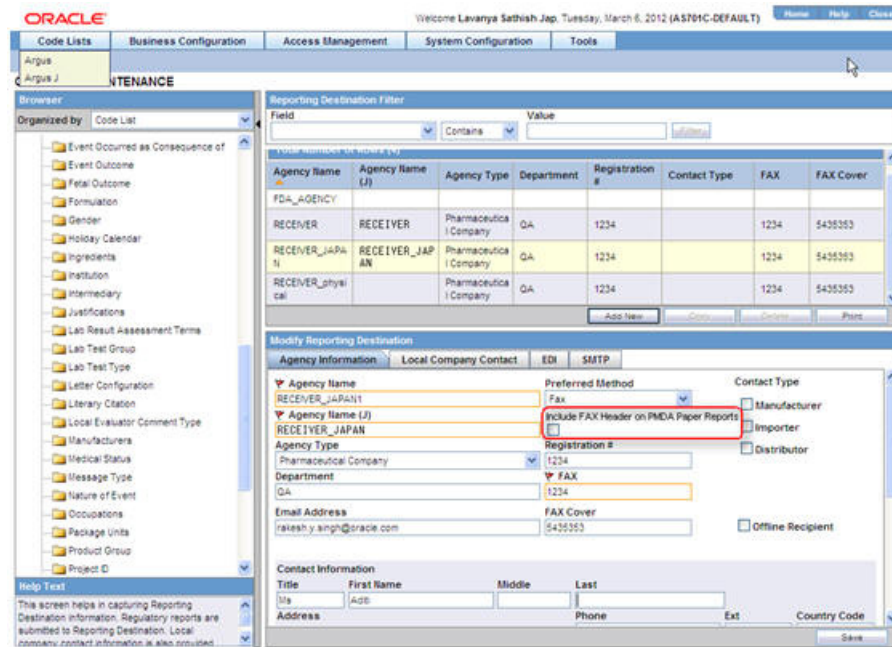 ORACLE
Welcome Lavanya Sathish Jap, Tuesday, March 6, 2012 (AS701C-DEFAULT)
Home Help Close
Code Lists Business Configuration Access Management System Configuration Tools
Argus
Argus J
TENANCE
Browser
Organized by Code List
Event Occurred as Consequence of
Event Outcome
Fetal Outcome
Formulation
Gender
Holiday Calendar
Ingredients
Institution
Intermediary
Justifications
Lab Result Assessment Terms
Lab Test Group
Lab Test Type
Letter Configuration
Literary Citation
Local Evaluator Comment Type
Manufacturers
Medical Status
Message Type
Nature of Event
Occupations
Package Units
Product Group
Project ID
Help Text
This screen helps in capturing Reporting
Destination information. Regulatory reports are
submitted to Reporting Destination. Local
company contact information is also provided
Reporting Destination Filter
Field Value
Contains Filter
Total Number of Rows
Agency Name Agency Name (J) Agency Type Department Registration # Contact Type FAX FAX Cover
FDA_AGENCY
RECEIVER RECEIVER Pharmaceutica l Company QA 1234 1234 5435353
RECEIVER_JAPA N RECEIVER_JAP AN Pharmaceutica l Company QA 1234 1234 5435353
RECEIVER_physi cal Pharmaceutica l Company QA 1234 1234 5435353
Add New Copy Delete Print
Modify Reporting Destination
Agency Information Local Company Contact EDI SMTP
Agency Name Preferred Method Contact Type
RECEIVER_JAPAN1 Fax Manufacturer
Agency Name (J) Include FAX Header on PMDA Paper Reports
RECEIVER_JAPAN Importer
Agency Type Registration # Distributor
Pharmaceutical Company 1234
Department FAX
QA 1234
Email Address FAX Cover
rakesh.y.singh@oracle.com 5435353 Offline Recipient
Contact Information
Title First Name Middle Last
Ms Aditi
Address Phone Ext Country Code
Save